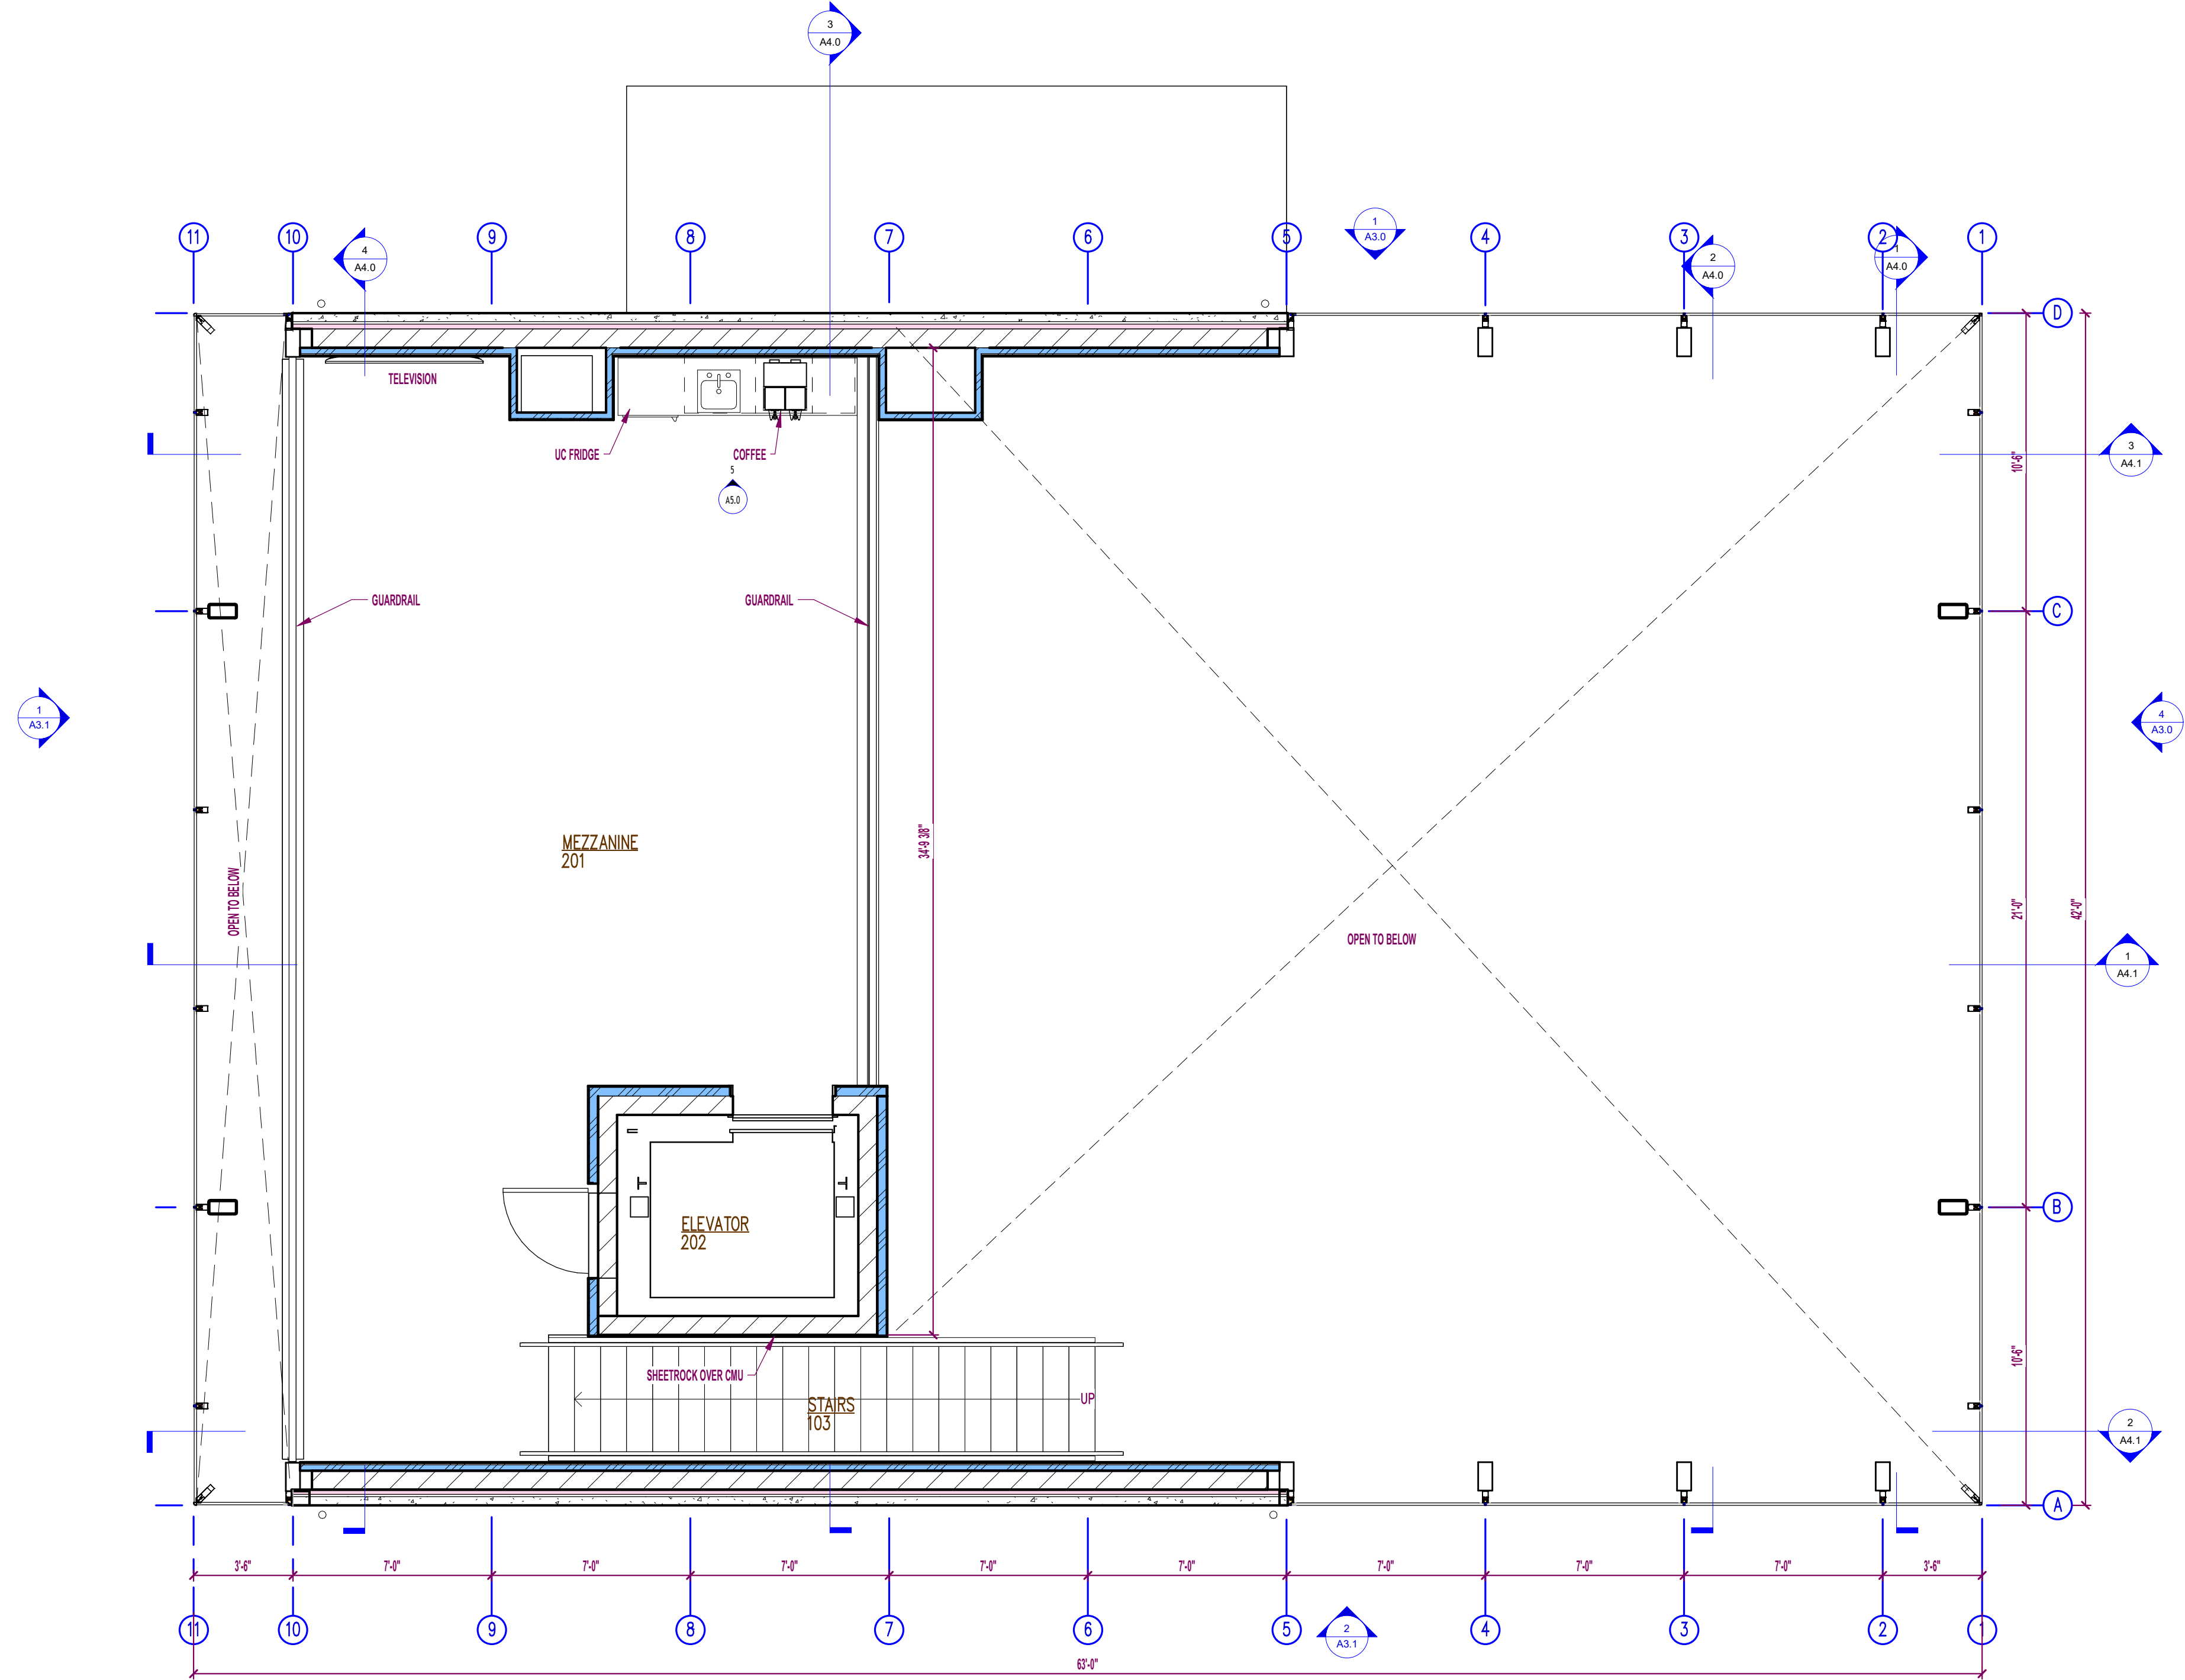 3
A4.0
11
10
9
8
7
6
5
4
3
2
1
4
A4.0
1
A3.0
2
A4.0
1
A4.0
D
TELEVISION
UC FRIDGE
COFFEE
5
A5.0
3
A4.1
10'-6"
GUARDRAIL
GUARDRAIL
C
1
A3.1
4
A3.0
MEZZANINE
201
34'-9 3/8"
OPEN TO BELOW
OPEN TO BELOW
21'-0"
42'-0"
1
A4.1
B
ELEVATOR
202
10'-6"
SHEETROCK OVER CMU
STAIRS
103
UP
2
A4.1
A
3'-6"
7'-0"
7'-0"
7'-0"
7'-0"
7'-0"
7'-0"
7'-0"
7'-0"
3'-6"
11
10
9
8
7
6
5
2
A3.1
4
3
2
1
63'-0"